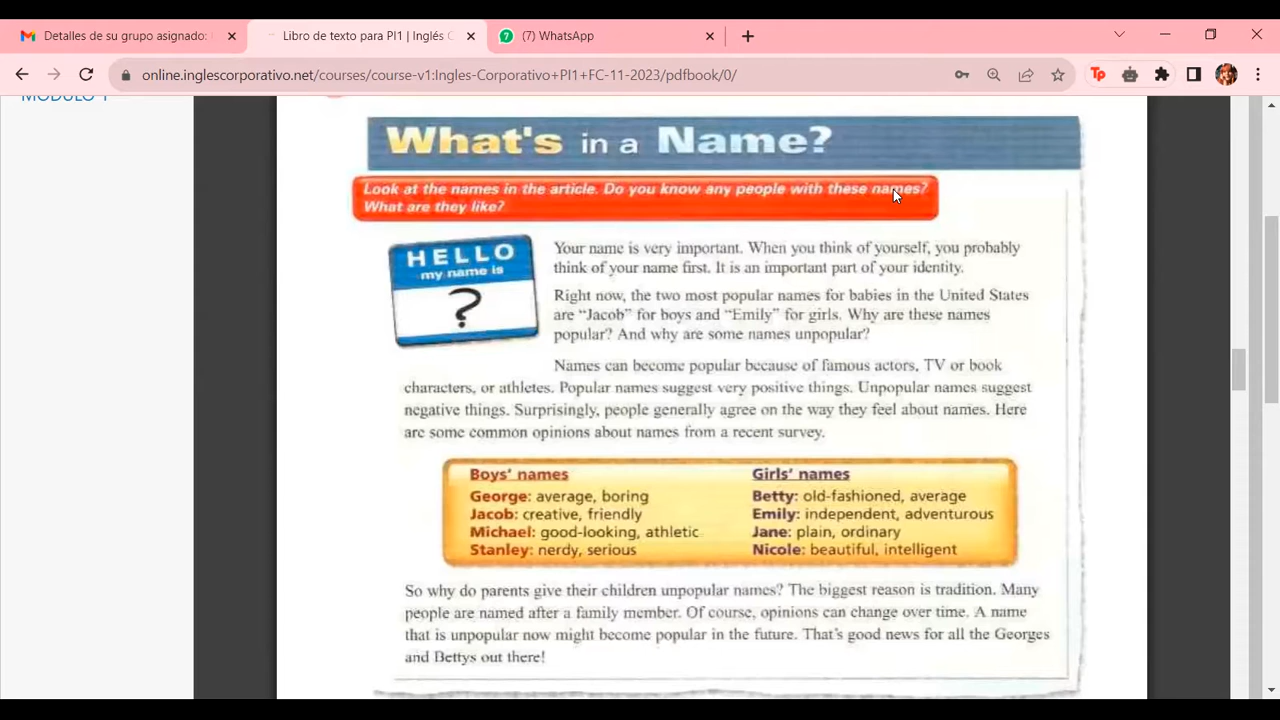 Detalles de su grupo asignado:
Libro de texto para PI1 | Inglés C
7
(7) WhatsApp
online.inglescorporativo.net/courses/course-v1:Ingles-Corporativo+PI1+FC-11-2023/pdfbook/0/
Tp
What's in a Name?
Look at the names in the article. Do you know any people with these names?
What are they like?
HELLO
my name is
?
Your name is very important. When you think of yourself, you probably
think of your name first. It is an important part of your identity.
Right now, the two most popular names for babies in the United States
are “Jacob” for boys and “Emily” for girls. Why are these names
popular? And why are some names unpopular?
Names can become popular because of famous actors, TV or book
characters, or athletes. Popular names suggest very positive things. Unpopular names suggest
negative things. Surprisingly, people generally agree on the way they feel about names. Here
are some common opinions about names from a recent survey.
Boys' names
George: average, boring
Jacob: creative, friendly
Michael: good-looking, athletic
Stanley: nerdy, serious
Girls' names
Betty: old-fashioned, average
Emily: independent, adventurous
Jane: plain, ordinary
Nicole: beautiful, intelligent
So why do parents give their children unpopular names? The biggest reason is tradition. Many
people are named after a family member. Of course, opinions can change over time. A name
that is unpopular now might become popular in the future. That's good news for all the Georges
and Bettys out there!